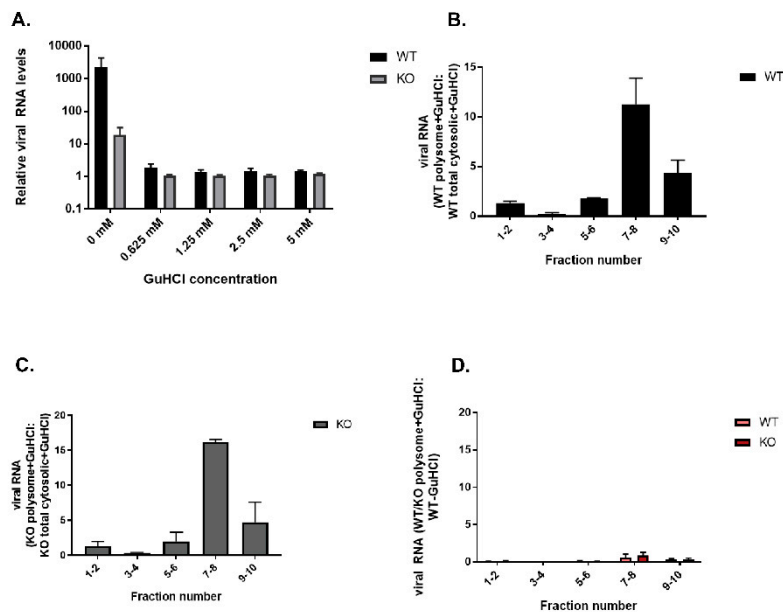 A.
Relative viral RNA levels
10000
1000
100
10
1
0.1
0 mM
0.625 mM
1.25 mM
2.5 mM
5 mM
GuHCl concentration
WT
KO
B.
viral RNA
(WT polysome+GuHCl:
WT total cytosolic+GuHCl)
15
10
5
0
1-2
3-4
5-6
7-8
9-10
Fraction number
WT
C.
viral RNA
(KO polysome+GuHCl:
KO total cytosolic+GuHCl)
20
15
10
5
0
1-2
3-4
5-6
7-8
9-10
Fraction number
KO
D.
viral RNA (WT/KO polysome+GuHCl:
WT-GuHCl)
20
15
10
5
0
1-2
3-4
5-6
7-8
9-10
Fraction number
WT
KO